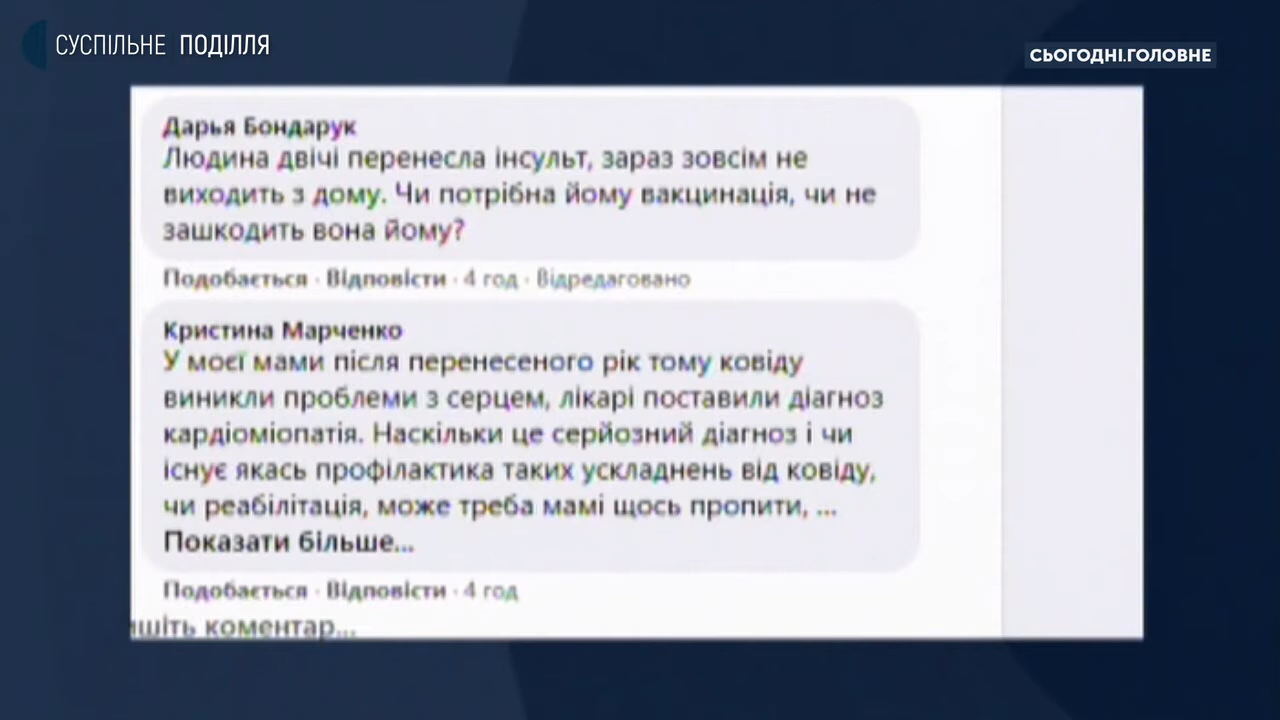 СУСПІЛЬНЕ ПОДІЛЛЯ
СЬОГОДНІ.ГОЛОВНЕ
Дарья Бондарук
Людина двічі перенесла інсульт, зараз зовсім не
виходить з дому. Чи потрібна йому вакцинація, чи не
зашкодить вона йому?
Подобається · Відповісти · 4 год · Відредаговано
Кристина Марченко
У моєї мами після перенесеного рік тому ковіду
виникли проблеми з серцем, лікарі поставили діагноз
кардіоміопатія. Наскільки це серйозний діагноз і чи
існує якась профілактика таких ускладнень від ковіду,
чи реабілітація, може треба мамі щось пропити, ...
Показати більше...
Подобається · Відповісти · 4 год
ишіть коментар...